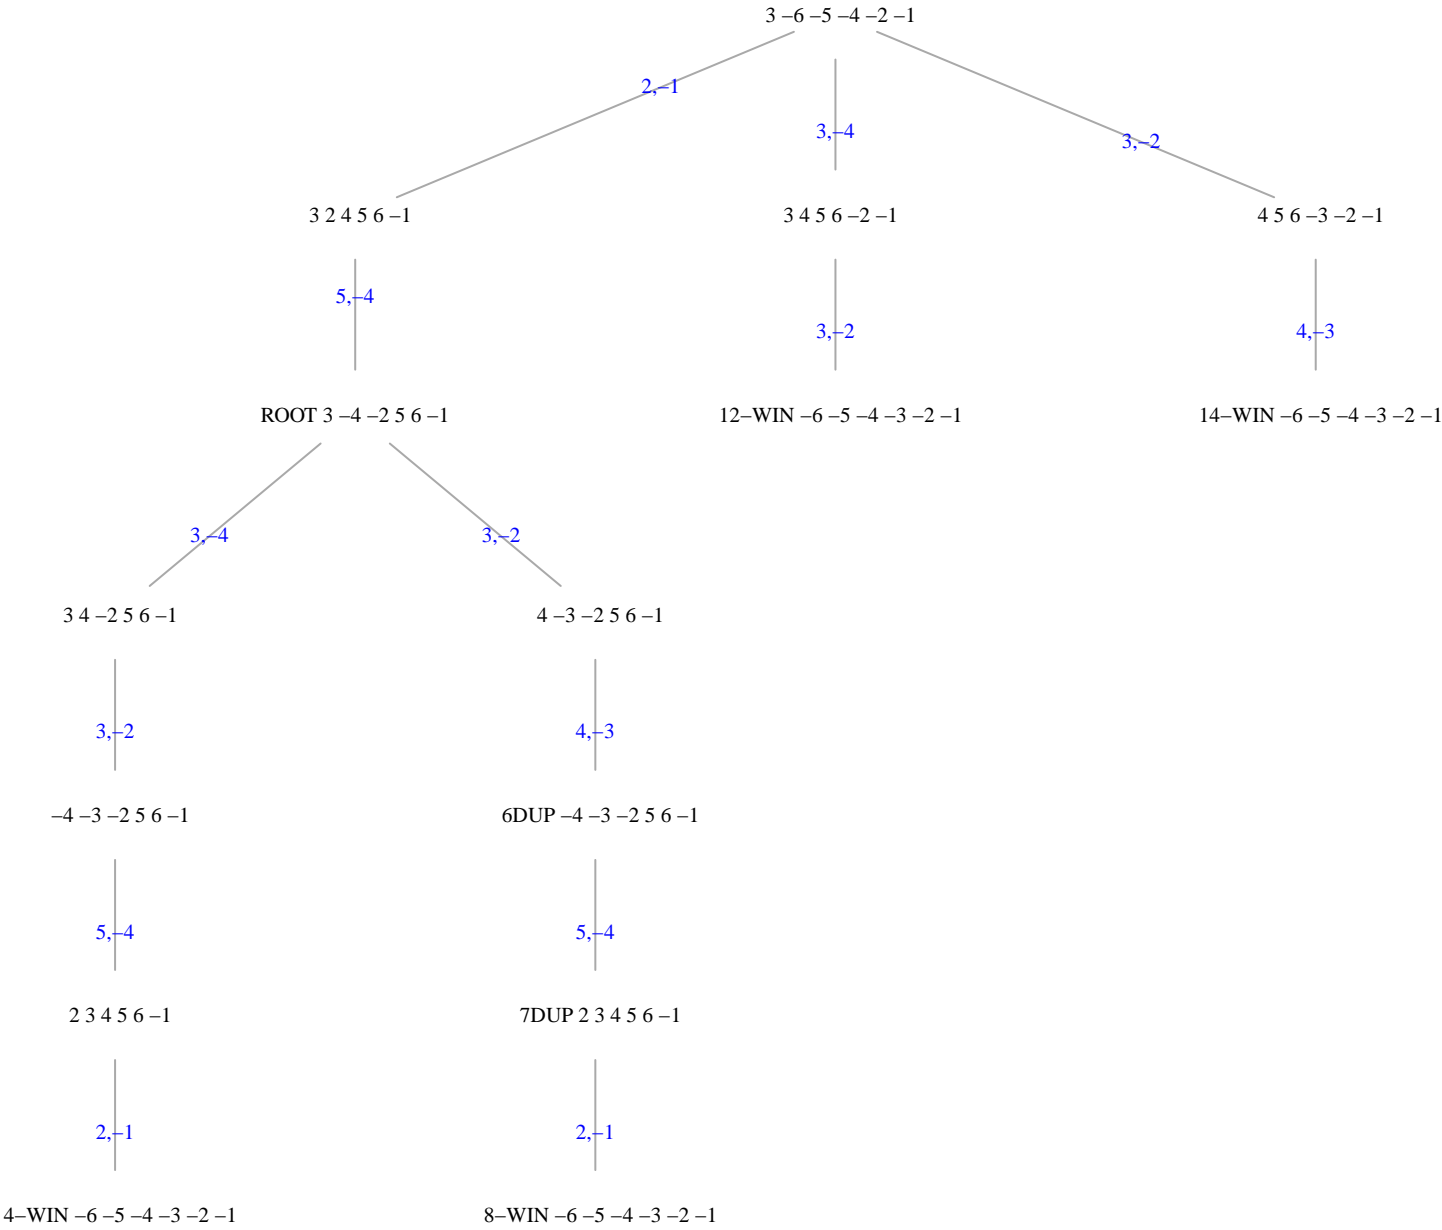 3 –6 –5 –4 –2 –1
2,–1
3,–4
3,–2
3 2 4 5 6 –1
3 4 5 6 –2 –1
4 5 6 –3 –2 –1
5,–4
3,–2
4,–3
ROOT 3 –4 –2 5 6 –1
12–WIN –6 –5 –4 –3 –2 –1
14–WIN –6 –5 –4 –3 –2 –1
3,–4
3,–2
3 4 –2 5 6 –1
4 –3 –2 5 6 –1
3,–2
4,–3
–4 –3 –2 5 6 –1
6DUP –4 –3 –2 5 6 –1
5,–4
5,–4
2 3 4 5 6 –1
7DUP 2 3 4 5 6 –1
2,–1
2,–1
4–WIN –6 –5 –4 –3 –2 –1
8–WIN –6 –5 –4 –3 –2 –1